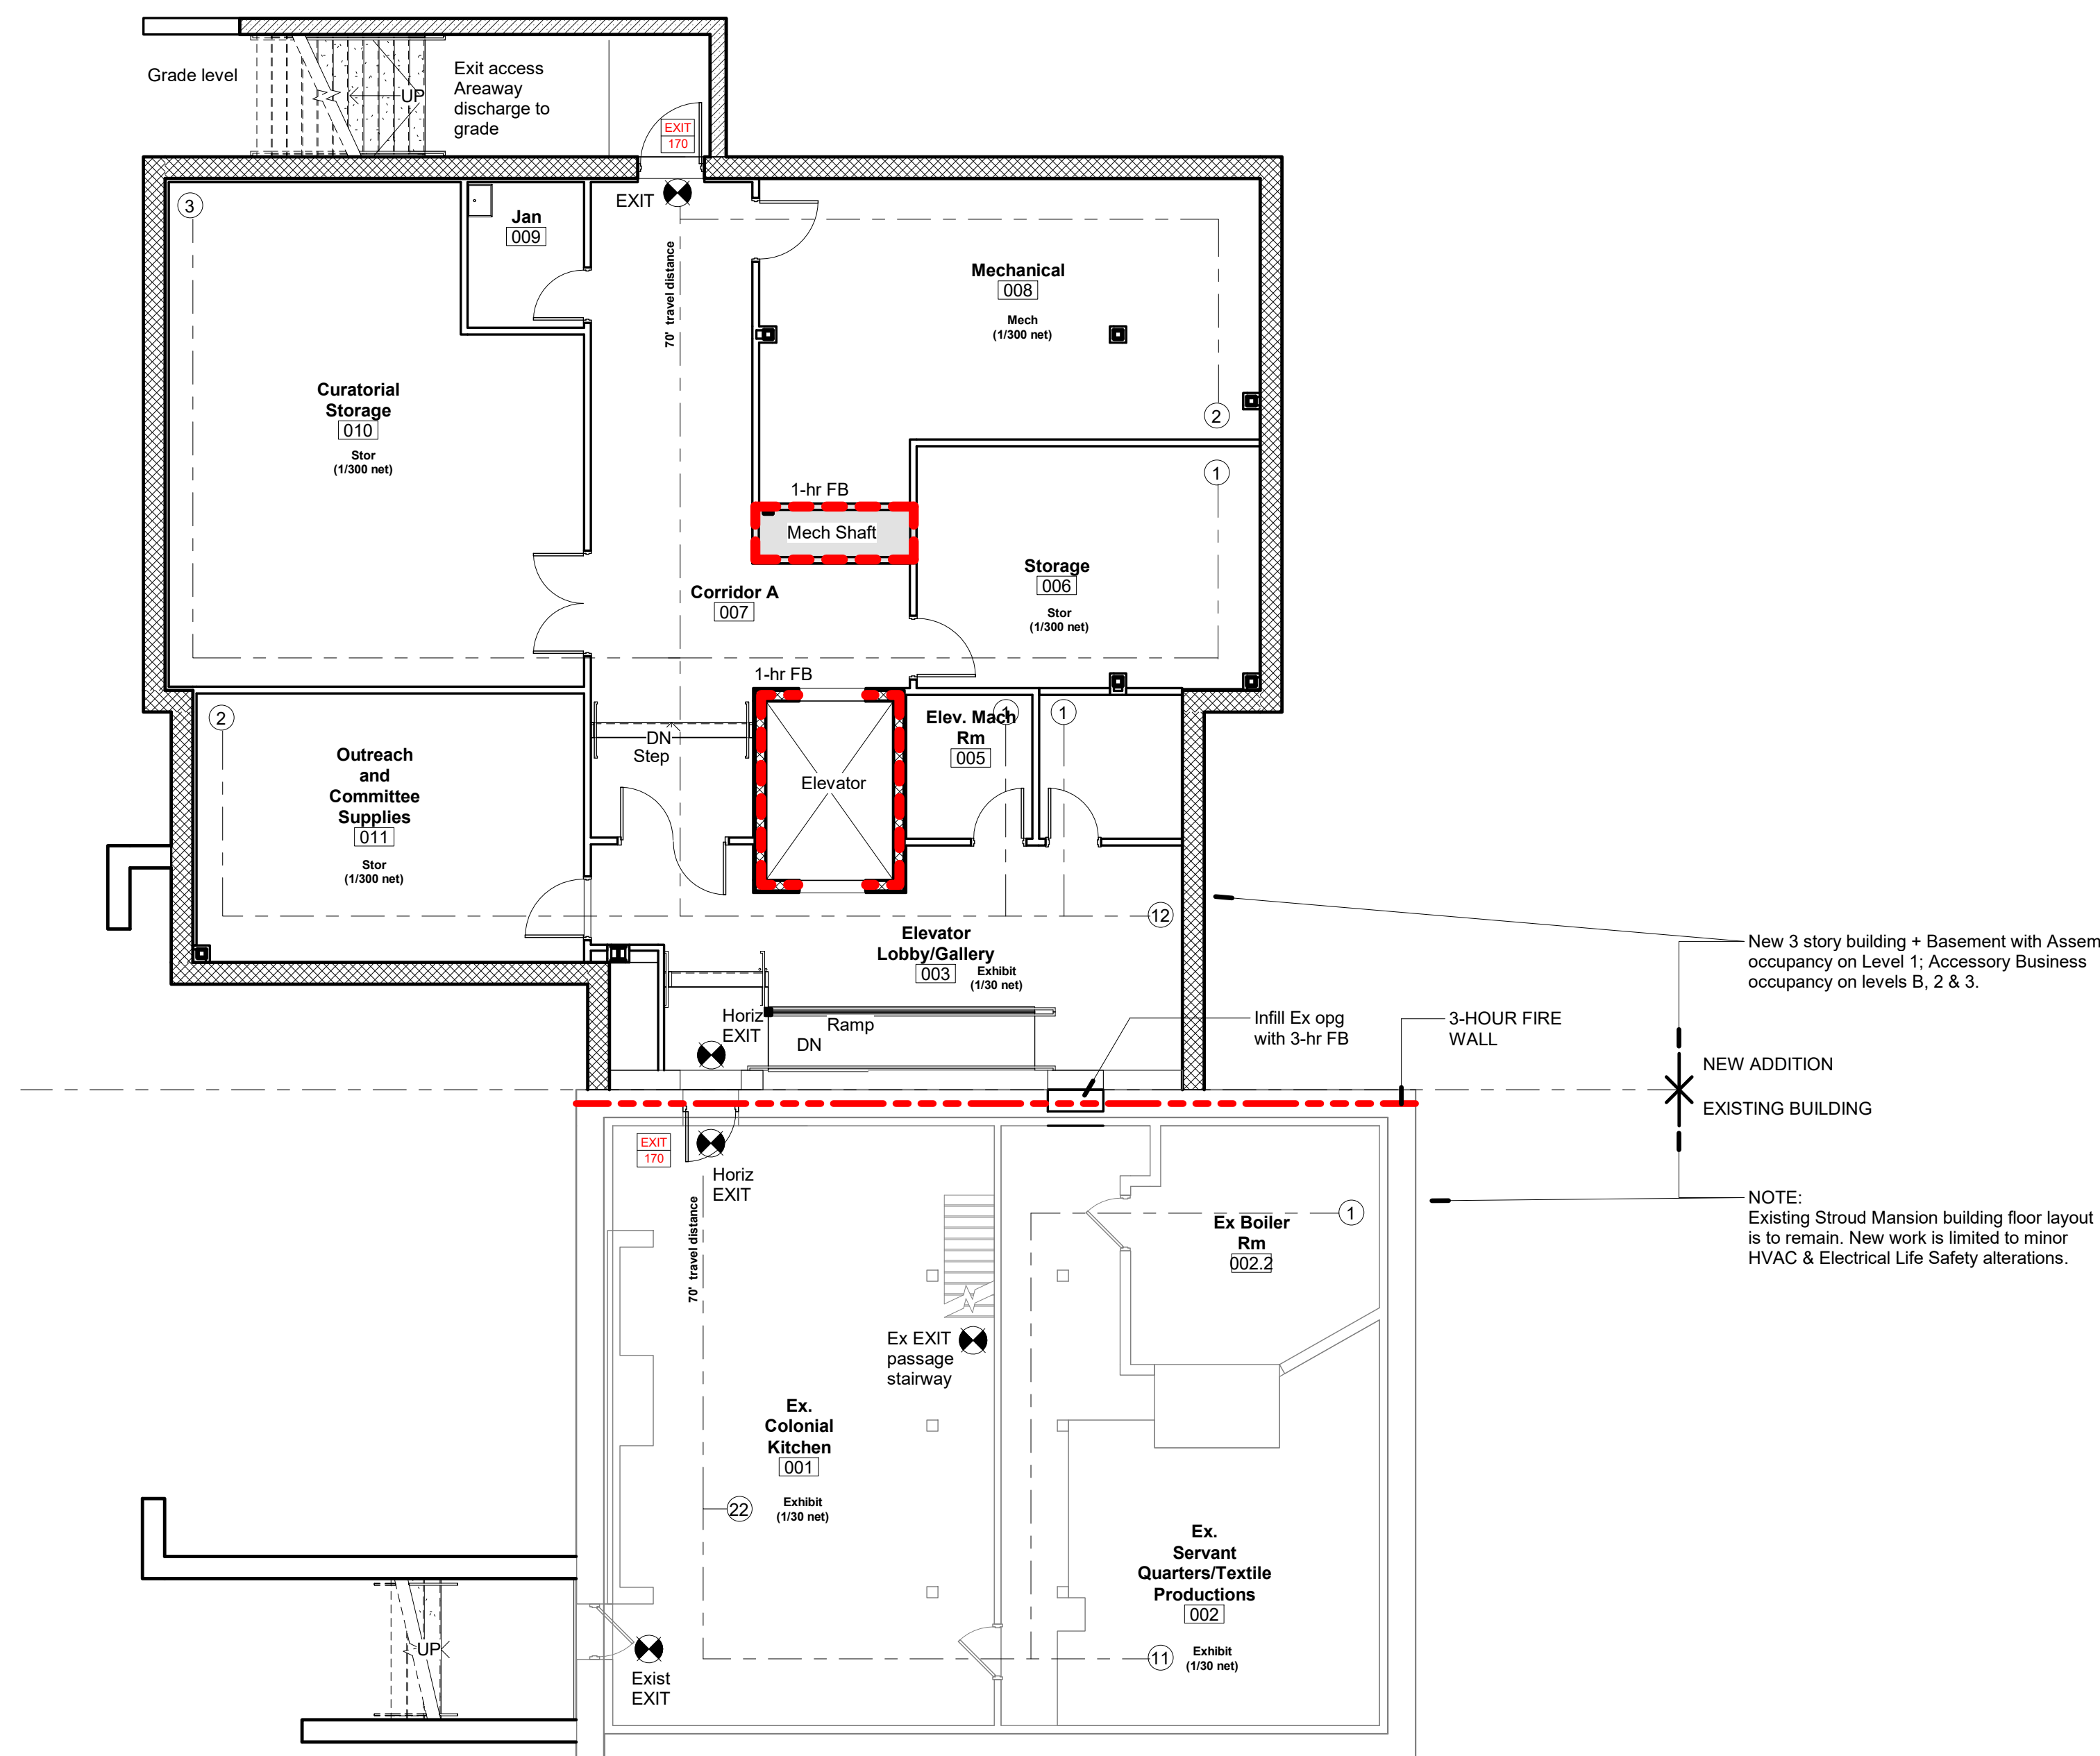 Grade level
UP
Exit access
Areaway
discharge to
grade
EXIT
170
EXIT
3
Jan
009
70' travel distance
Mechanical
008
Mech
(1/300 net)
2
Curatorial
Storage
010
Stor
(1/300 net)
1
1-hr FB
Mech Shaft
Storage
006
Stor
(1/300 net)
Corridor A
007
1-hr FB
2
DN
Step
Elev. Mach
Rm
005
1
1
Outreach
and
Committee
Supplies
011
Stor
(1/300 net)
Elevator
12
Elevator
Lobby/Gallery
003
Exhibit
(1/30 net)
Horiz
EXIT
Ramp
DN
Infill Ex opg
with 3-hr FB
3-HOUR FIRE
WALL
New 3 story building + Basement with Assem
occupancy on Level 1; Accessory Business
occupancy on levels B, 2 & 3.
NEW ADDITION
EXISTING BUILDING
EXIT
170
Horiz
EXIT
70' travel distance
Ex Boiler
Rm
002.2
1
NOTE:
Existing Stroud Mansion building floor layout
is to remain. New work is limited to minor
HVAC & Electrical Life Safety alterations.
Ex EXIT
passage
stairway
Ex.
Colonial
Kitchen
001
22
Exhibit
(1/30 net)
Ex.
Servant
Quarters/Textile
Productions
002
11
Exhibit
(1/30 net)
UP
Exist
EXIT